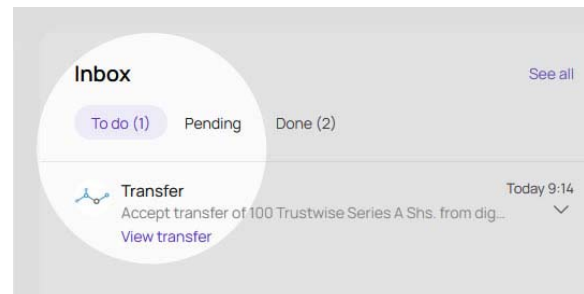 Inbox
See all
To do (1) Pending Done (2)
Transfer Today 9:14
Accept transfer of 100 Trustwise Series A Shs. from dig...
View transfer